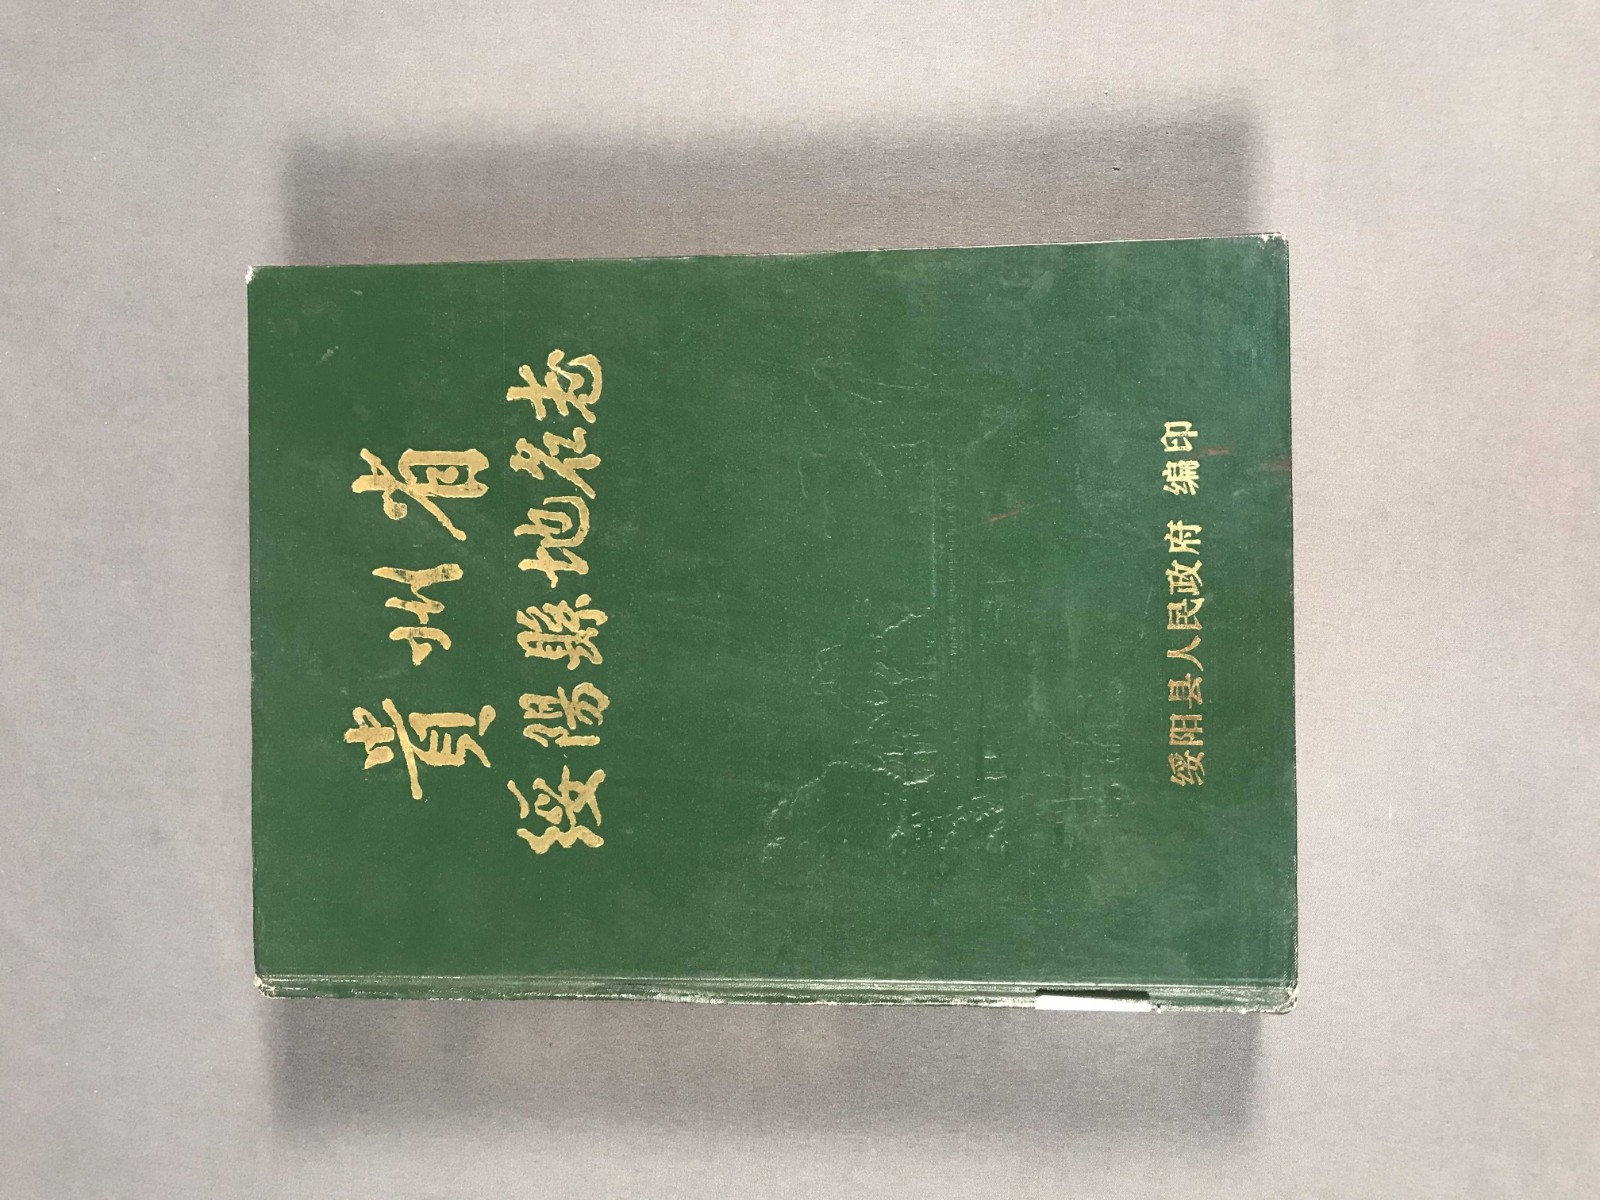 貴州省
綏陽縣地名志
绥阳县人民政府 编印